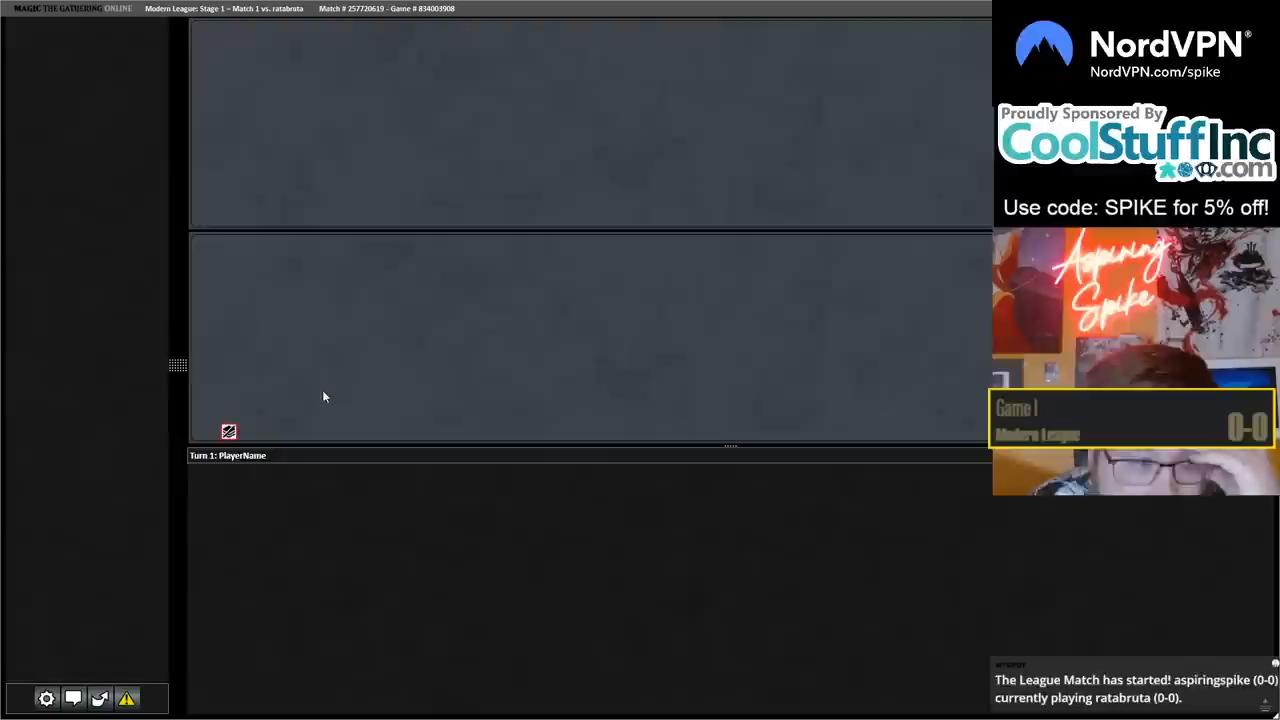 MAGIC THE GATHERING ONLINE Modern League: Stage 1 – Match 1 vs. ratabruta Match # 257720619 - Game # 834003908
NordVPN®
NordVPN.com/spike
Proudly Sponsored By
CoolStuffInc
.com
Use code: SPIKE for 5% off!
Aspiring
Spike
Game 1
Modern League
0-0
Turn 1: PlayerName
The League Match has started! aspiringspike (0-0)
currently playing ratabruta (0-0).